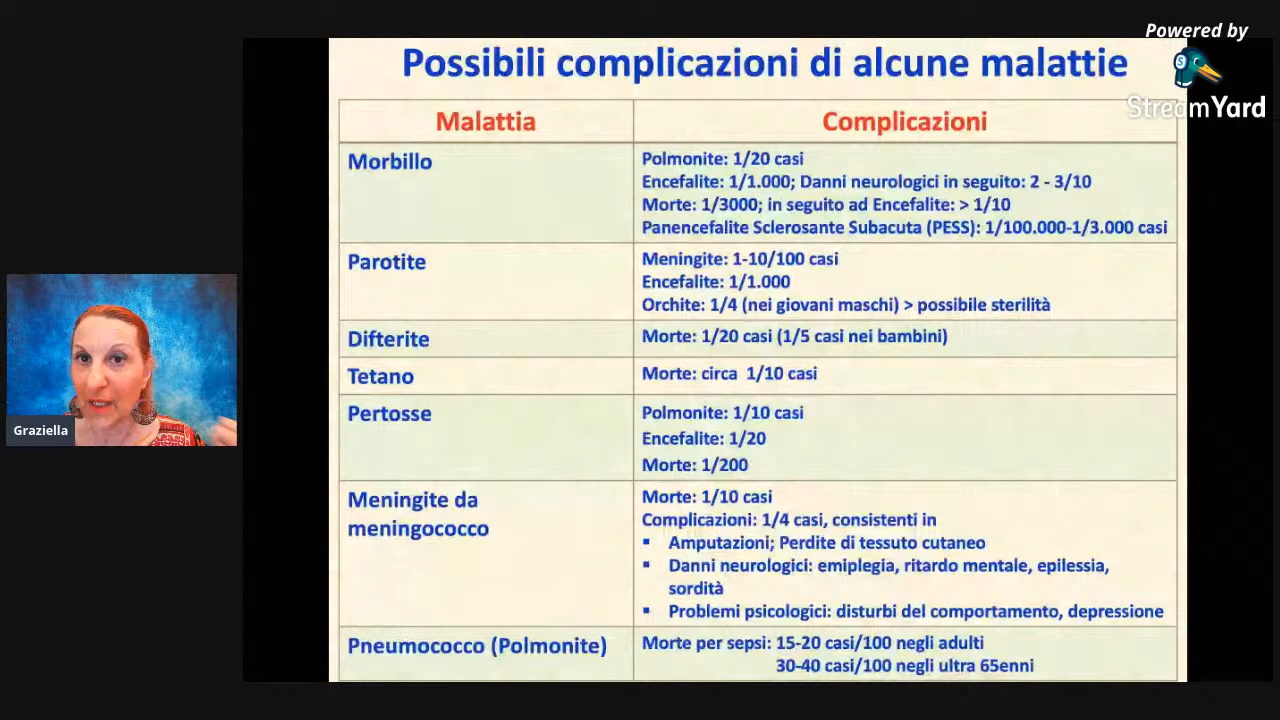 Powered by
StreamYard
Possibili complicazioni di alcune malattie
Malattia
Complicazioni
Morbillo
Polmonite: 1/20 casi
Encefalite: 1/1.000; Danni neurologici in seguito: 2 - 3/10
Morte: 1/3000; in seguito ad Encefalite: > 1/10
Panencefalite Sclerosante Subacuta (PESS): 1/100.000-1/3.000 casi
Parotite
Meningite: 1-10/100 casi
Encefalite: 1/1.000
Orchite: 1/4 (nei giovani maschi) > possibile sterilità
Difterite
Morte: 1/20 casi (1/5 casi nei bambini)
Tetano
Morte: circa 1/10 casi
Pertosse
Polmonite: 1/10 casi
Encefalite: 1/20
Morte: 1/200
Meningite da
meningococco
Morte: 1/10 casi
Complicazioni: 1/4 casi, consistenti in
▪ Amputazioni; Perdite di tessuto cutaneo
▪ Danni neurologici: emiplegia, ritardo mentale, epilessia,
sordità
▪ Problemi psicologici: disturbi del comportamento, depressione
Pneumococco (Polmonite)
Morte per sepsi: 15-20 casi/100 negli adulti
30-40 casi/100 negli ultra 65enni
Graziella